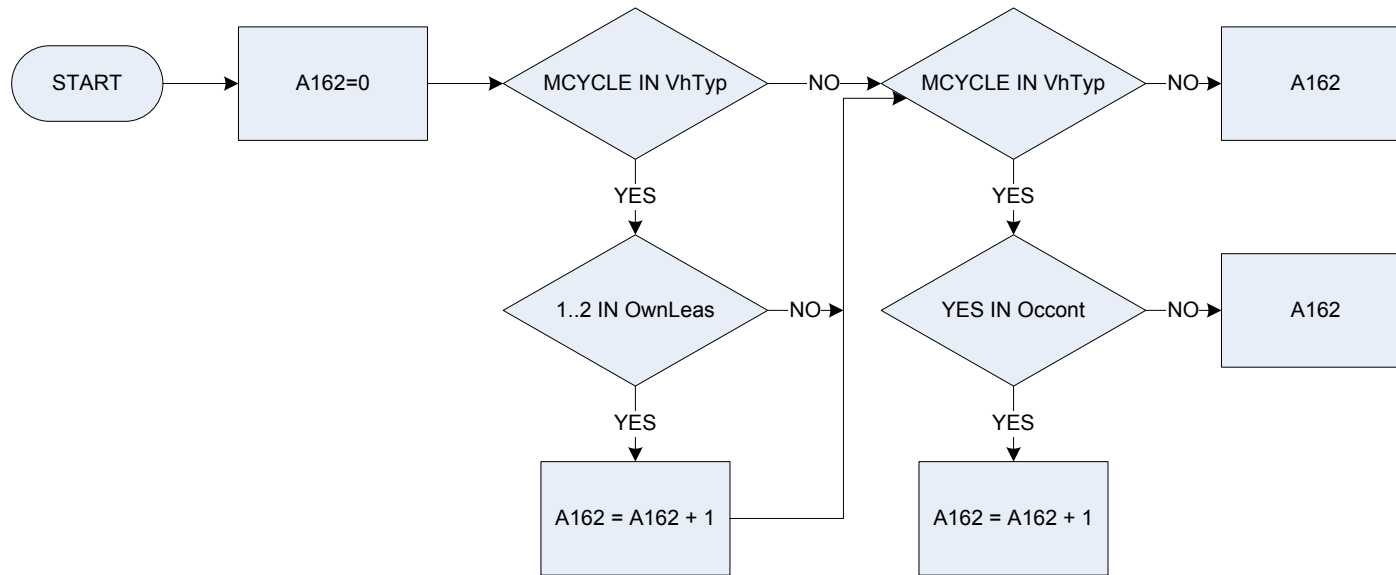 START
A162=0
MCYCLE IN VhTyp
NO
MCYCLE IN VhTyp
NO
A162
YES
YES
1..2 IN OwnLeas
NO
YES IN Occont
NO
A162
YES
YES
A162 = A162 + 1
A162 = A162 + 1